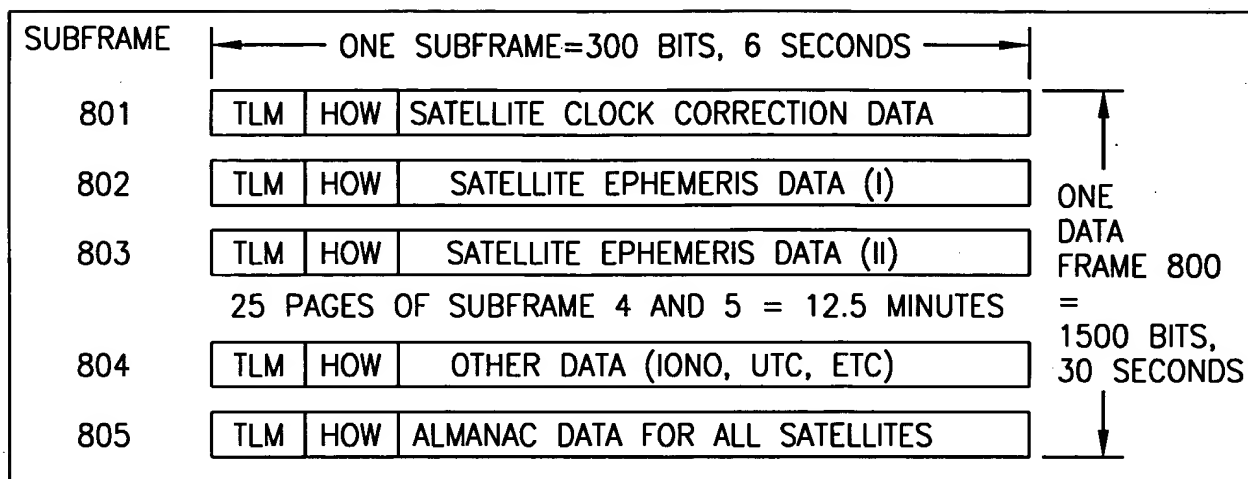 SUBFRAME
ONE SUBFRAME=300 BITS, 6 SECONDS
801 TLM HOW SATELLITE CLOCK CORRECTION DATA
802 TLM HOW SATELLITE EPHEMERIS DATA (I)
803 TLM HOW SATELLITE EPHEMERIS DATA (II)
25 PAGES OF SUBFRAME 4 AND 5 = 12.5 MINUTES
804 TLM HOW OTHER DATA (IONO, UTC, ETC)
805 TLM HOW ALMANAC DATA FOR ALL SATELLITES
ONE
DATA
FRAME 800
=
1500 BITS,
30 SECONDS